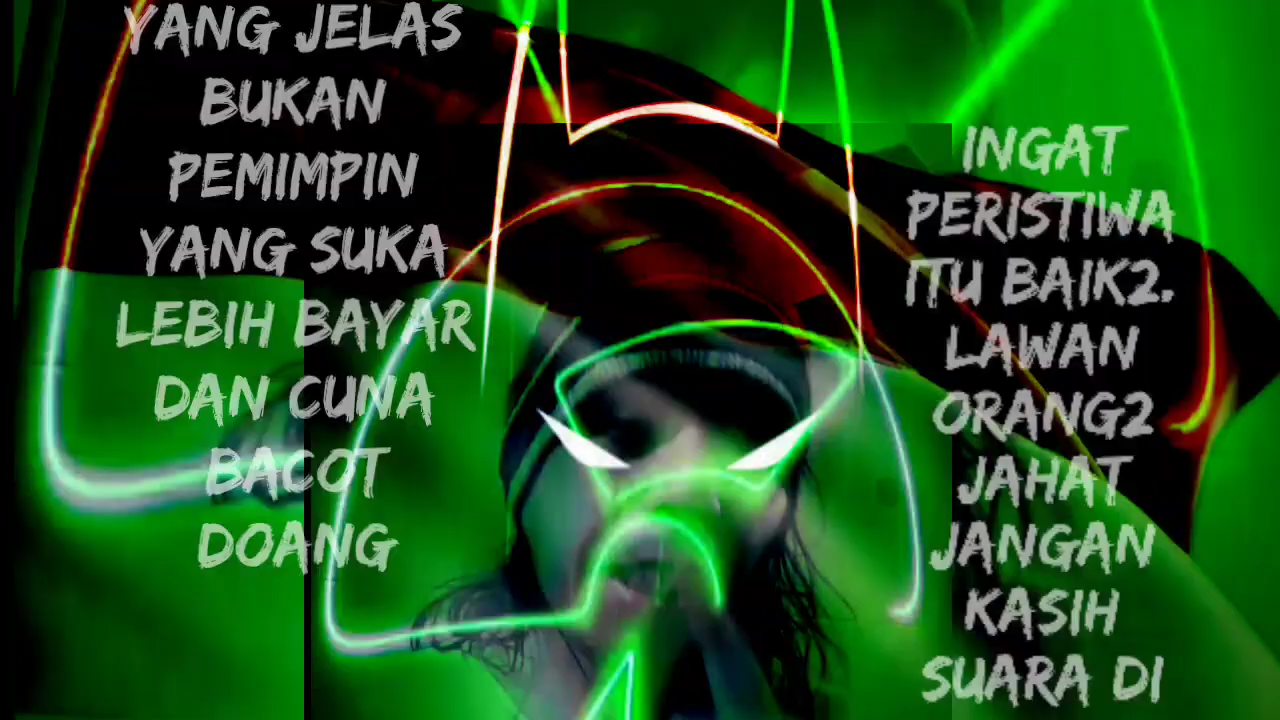 YANG JELAS
BUKAN
PEMIMPIN
YANG SUKA
LEBIH BAYAR
DAN CUNA
BACOT
DOANG
INGAT
PERISTIWA
ITU BAIK2.
LAWAN
ORANG2
JAHAT
JANGAN
KASIH
SUARA DI